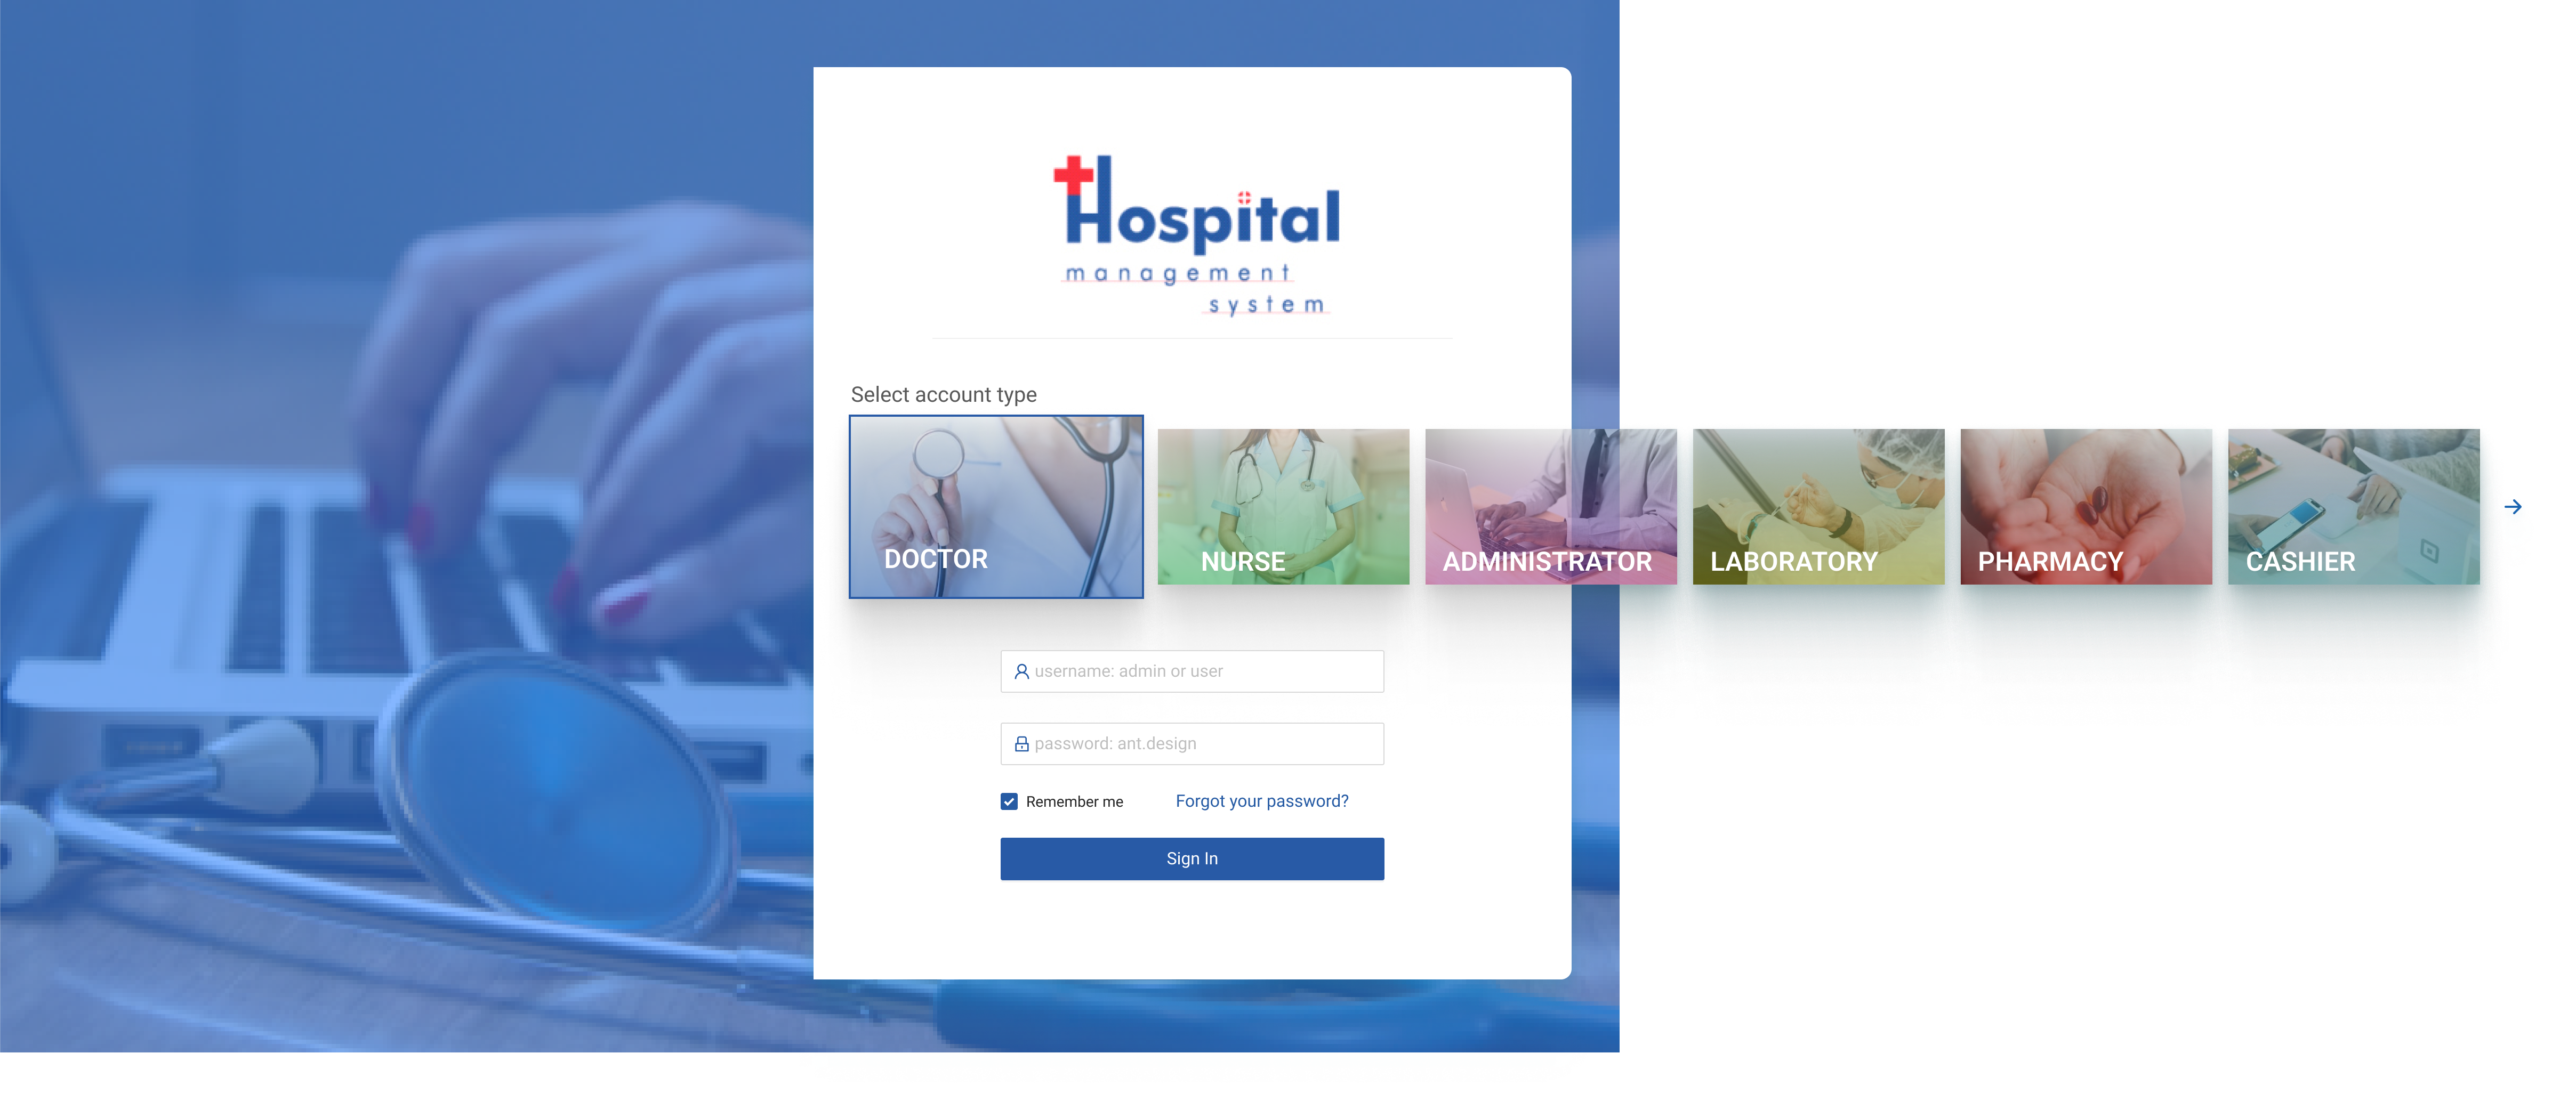 Hospital
management
system
Select account type
DOCTOR
NURSE
ADMINISTRATOR
LABORATORY
PHARMACY
CASHIER
username: admin or user
password: ant.design
Remember me
Forgot your password?
Sign In